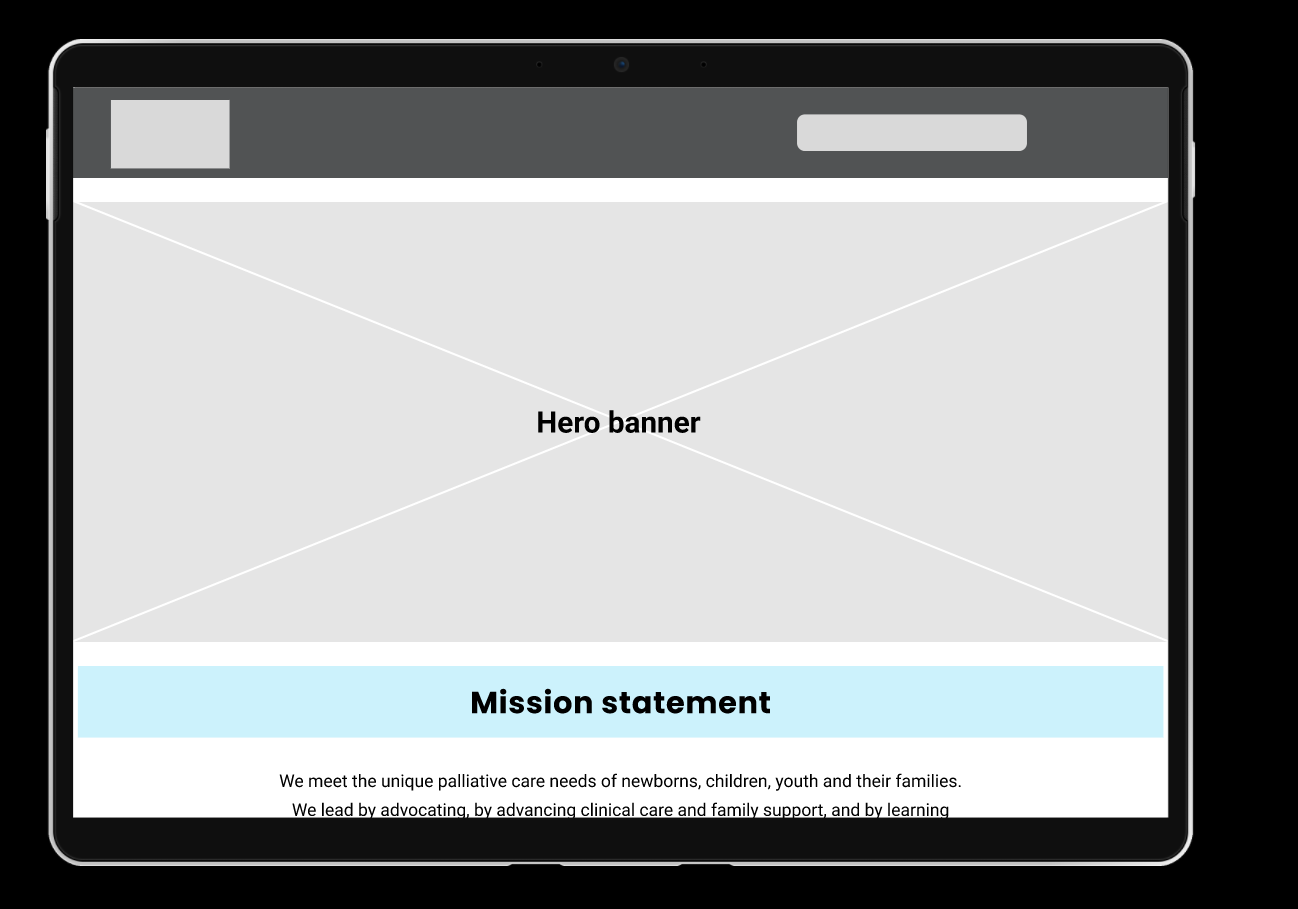 Hero banner
Mission statement
We meet the unique palliative care needs of newborns, children, youth and their families.
We lead by advocating, by advancing clinical care and family support, and by learning